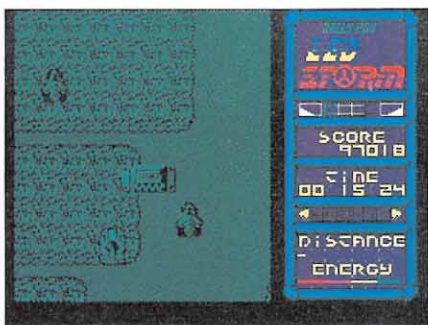 LED
STORM
SCORE
97018
TIME
00 15 24
DISTANCE
ENERGY